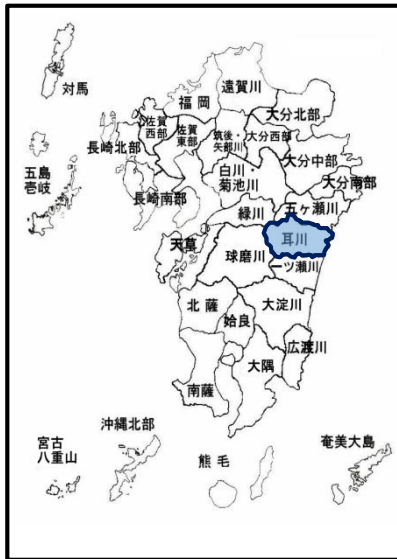 対馬
遠賀川
福岡
大分北部
佐賀
西部
佐賀
東部
筑後・
矢部川
大分西部
長崎北部
大分中部
五島
壱岐
白川・
菊池川
大分南部
長崎南部
五ヶ瀬川
緑川
天草
耳川
球磨川
一ツ瀬川
北薩
大淀川
姶良
広渡川
大隅
南薩
沖縄北部
宮古
八重山
熊毛
奄美大島